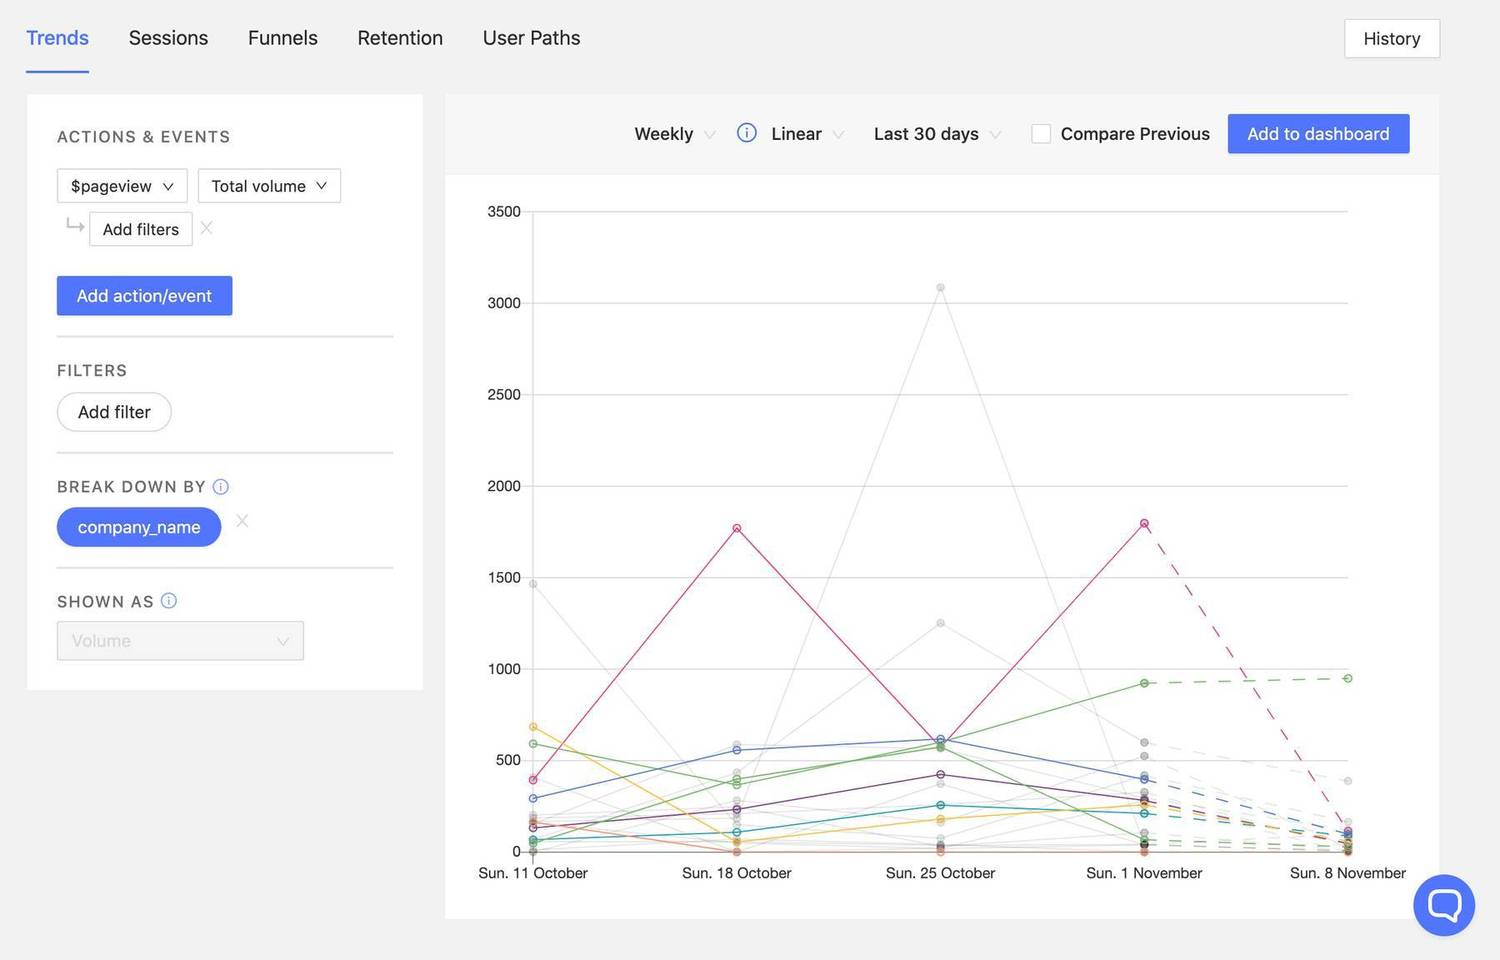 Trends Sessions Funnels Retention User Paths History
ACTIONS & EVENTS
$pageview Total volume
Add filters
Add action/event
FILTERS
Add filter
BREAK DOWN BY
company_name
SHOWN AS
Volume
Weekly Linear Last 30 days Compare Previous Add to dashboard
3500
3000
2500
2000
1500
1000
500
0
Sun. 11 October Sun. 18 October Sun. 25 October Sun. 1 November Sun. 8 November